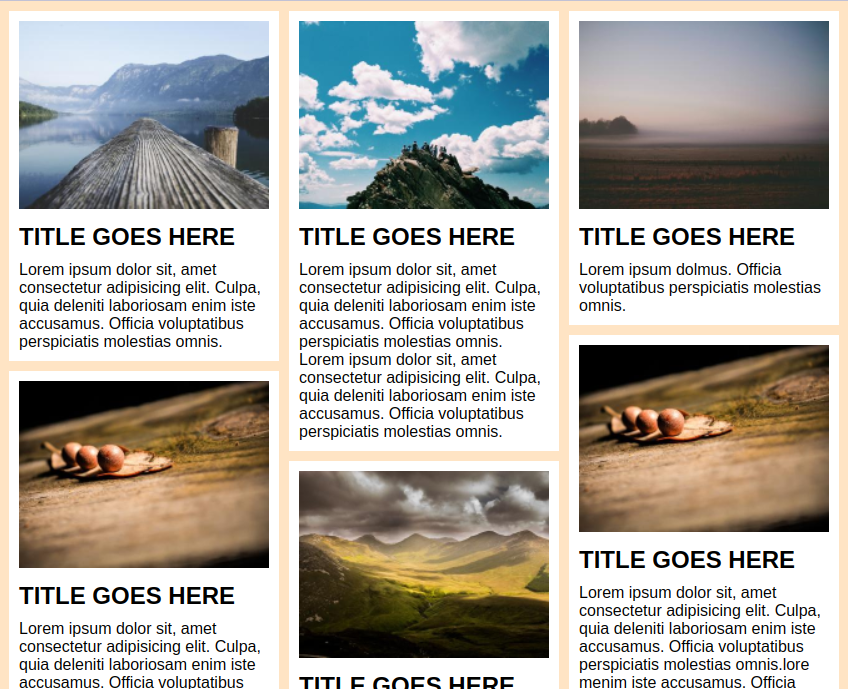 TITLE GOES HERE
Lorem ipsum dolor sit, amet
consectetur adipisicing elit. Culpa,
quia deleniti laboriosam enim iste
accusamus. Officia voluptatibus
perspiciatis molestias omnis.
TITLE GOES HERE
Lorem ipsum dolor sit, amet
consectetur adipisicing elit. Culpa,
quia deleniti laboriosam enim iste
accusamus. Officia voluptatibus
TITLE GOES HERE
Lorem ipsum dolor sit, amet
consectetur adipisicing elit. Culpa,
quia deleniti laboriosam enim iste
accusamus. Officia voluptatibus
perspiciatis molestias omnis.
Lorem ipsum dolor sit, amet
consectetur adipisicing elit. Culpa,
quia deleniti laboriosam enim iste
accusamus. Officia voluptatibus
perspiciatis molestias omnis.
TITLE GOES HERE
TITLE GOES HERE
Lorem ipsum dolmus. Officia
voluptatibus perspiciatis molestias
omnis.
TITLE GOES HERE
Lorem ipsum dolor sit, amet
consectetur adipisicing elit. Culpa,
quia deleniti laboriosam enim iste
accusamus. Officia voluptatibus
perspiciatis molestias omnis.lore
menim iste accusamus. Officia